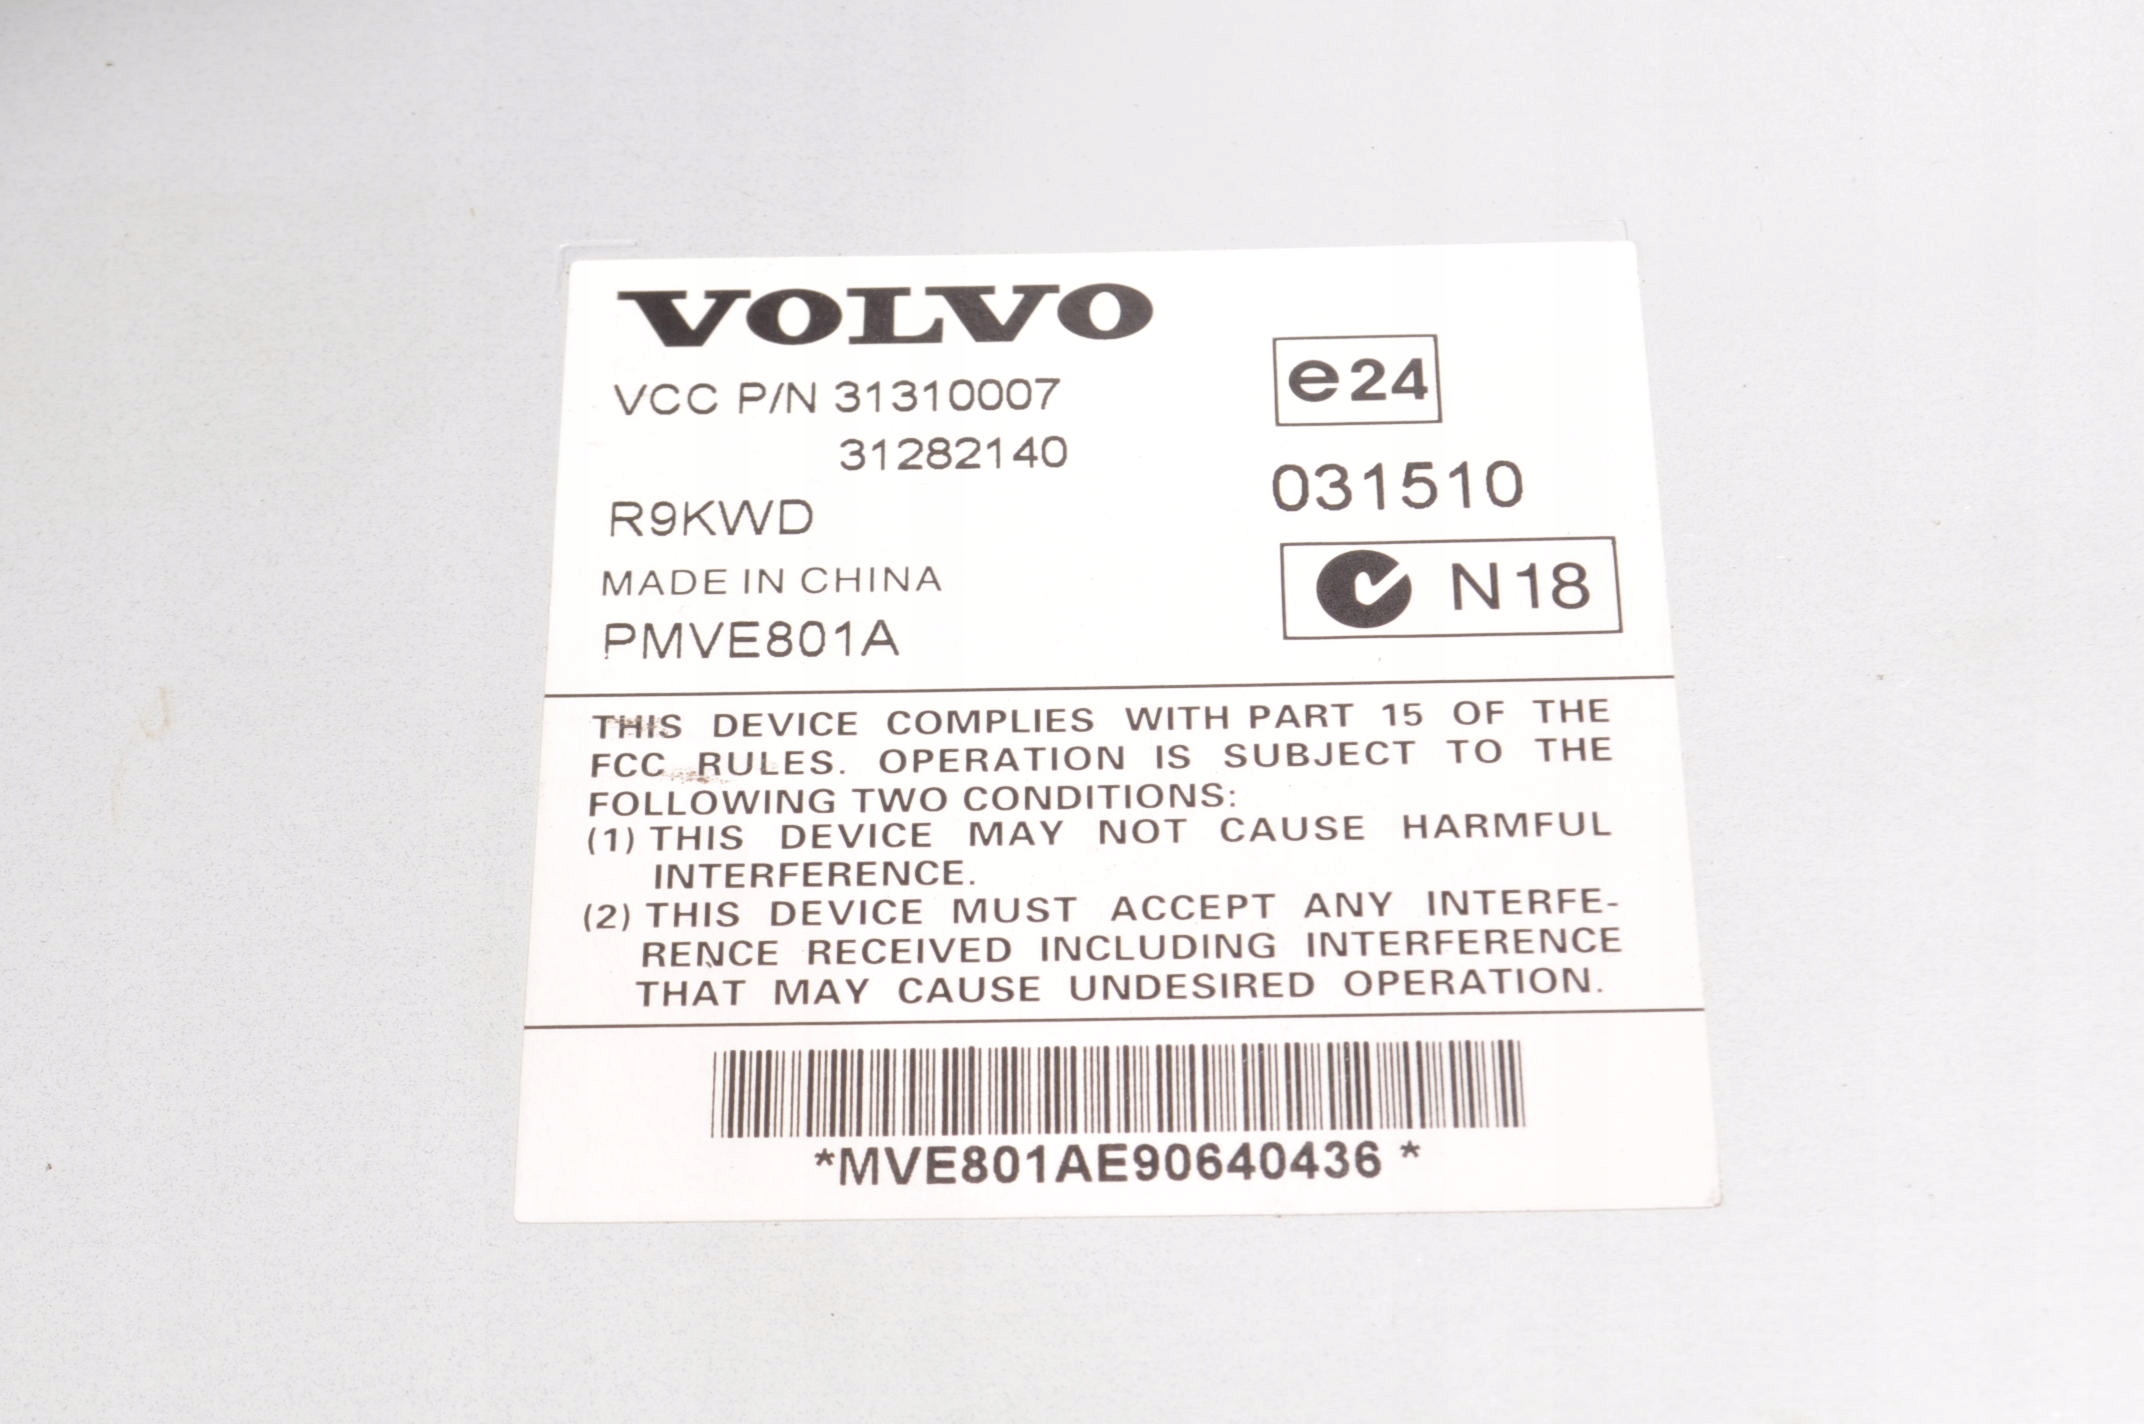 VOLVO
VCC P/N 31310007
31282140
R9KWD
MADE IN CHINA
PMVE801A
e24
031510
N18
THIS DEVICE COMPLIES WITH PART 15 OF THE
FCC RULES. OPERATION IS SUBJECT TO THE
FOLLOWING TWO CONDITIONS:
(1) THIS DEVICE MAY NOT CAUSE HARMFUL
INTERFERENCE.
(2) THIS DEVICE MUST ACCEPT ANY INTERFE-
RENCE RECEIVED INCLUDING INTERFERENCE
THAT MAY CAUSE UNDESIRED OPERATION.
*MVE801AE90640436 *